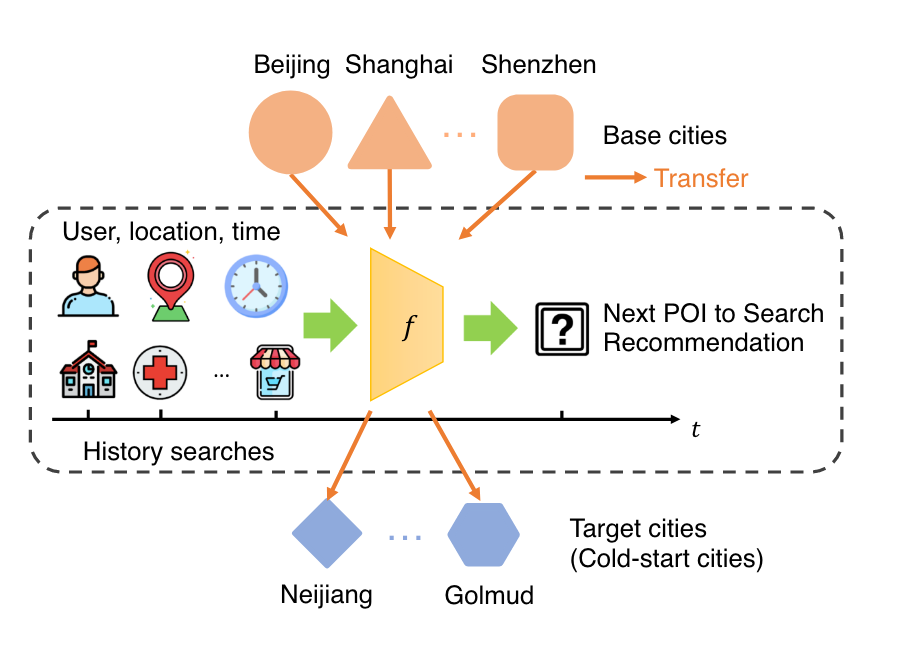 Beijing Shanghai Shenzhen
...
Base cities
Transfer
User, location, time
f
?
Next POI to Search
Recommendation
...
t
History searches
...
Target cities
(Cold-start cities)
Neijiang Golmud